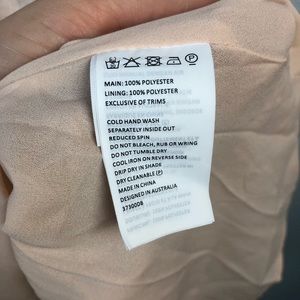 MAIN: 100% POLYESTER
LINING: 100% POLYESTER
EXCLUSIVE OF TRIMS
COLD HAND WASH
SEPARATELY INSIDE OUT
REDUCED SPIN
DO NOT BLEACH, RUB OR WRING
DO NOT TUMBLE DRY
COOL IRON ON REVERSE SIDE
DRIP DRY IN SHADE
DRY CLEANABLE (P)
MADE IN CHINA
DESIGNED IN AUSTRALIA
3730008